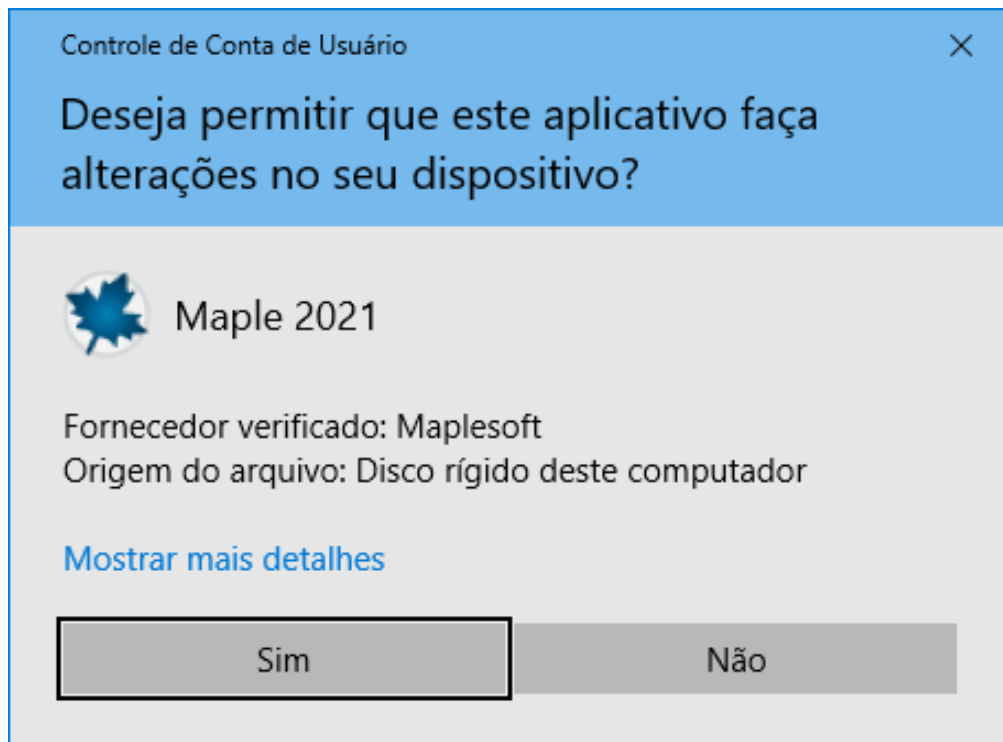 Controle de Conta de Usuário
Deseja permitir que este aplicativo faça
alterações no seu dispositivo?
Maple 2021
Fornecedor verificado: Maplesoft
Origem do arquivo: Disco rígido deste computador
Mostrar mais detalhes
Sim
Não